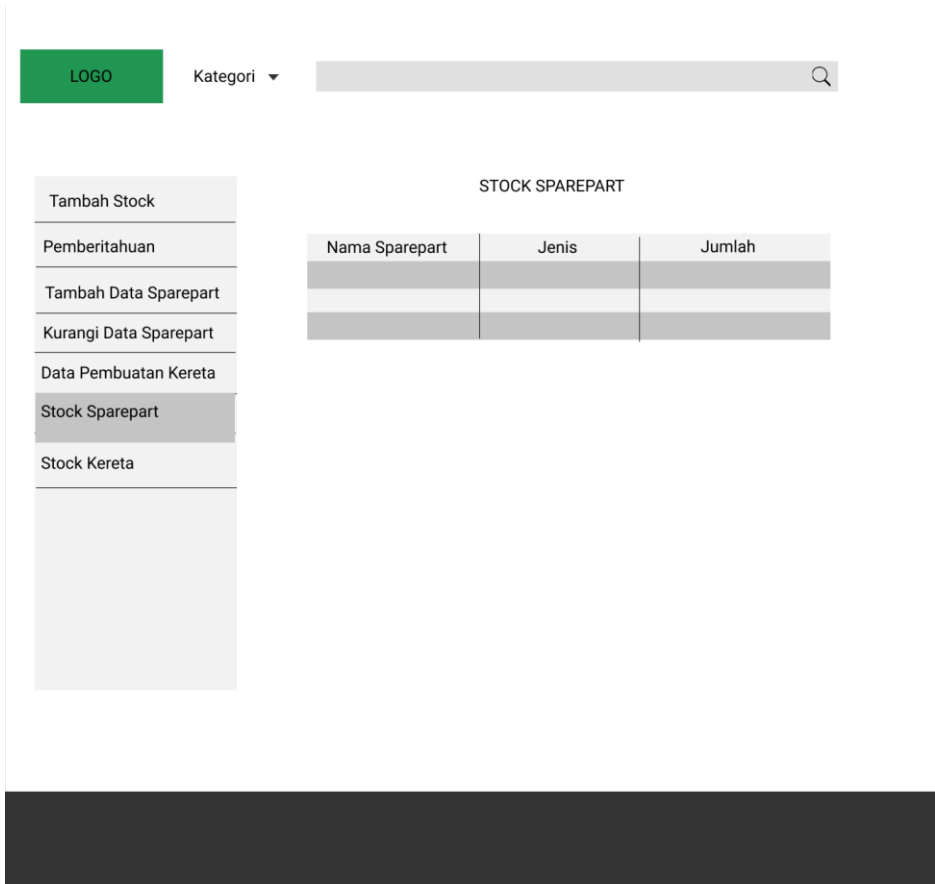 LOGO
Kategori
Tambah Stock
Pemberitahuan
Tambah Data Sparepart
Kurangi Data Sparepart
Data Pembuatan Kereta
Stock Sparepart
Stock Kereta
STOCK SPAREPART
Nama Sparepart Jenis Jumlah